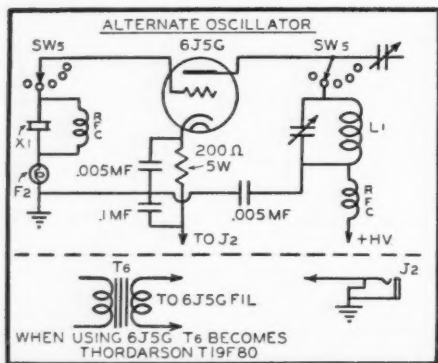 ALTERNATE OSCILLATOR
SW5
6J5G
SW5
X1
RFC
F2
.005MF
200Ω
5W
.1MF
.005MF
L1
RFC
TO J2
+HV
T6
TO 6J5G FIL
J2
WHEN USING 6J5G T6 BECOMES
THORDARSON T19F80